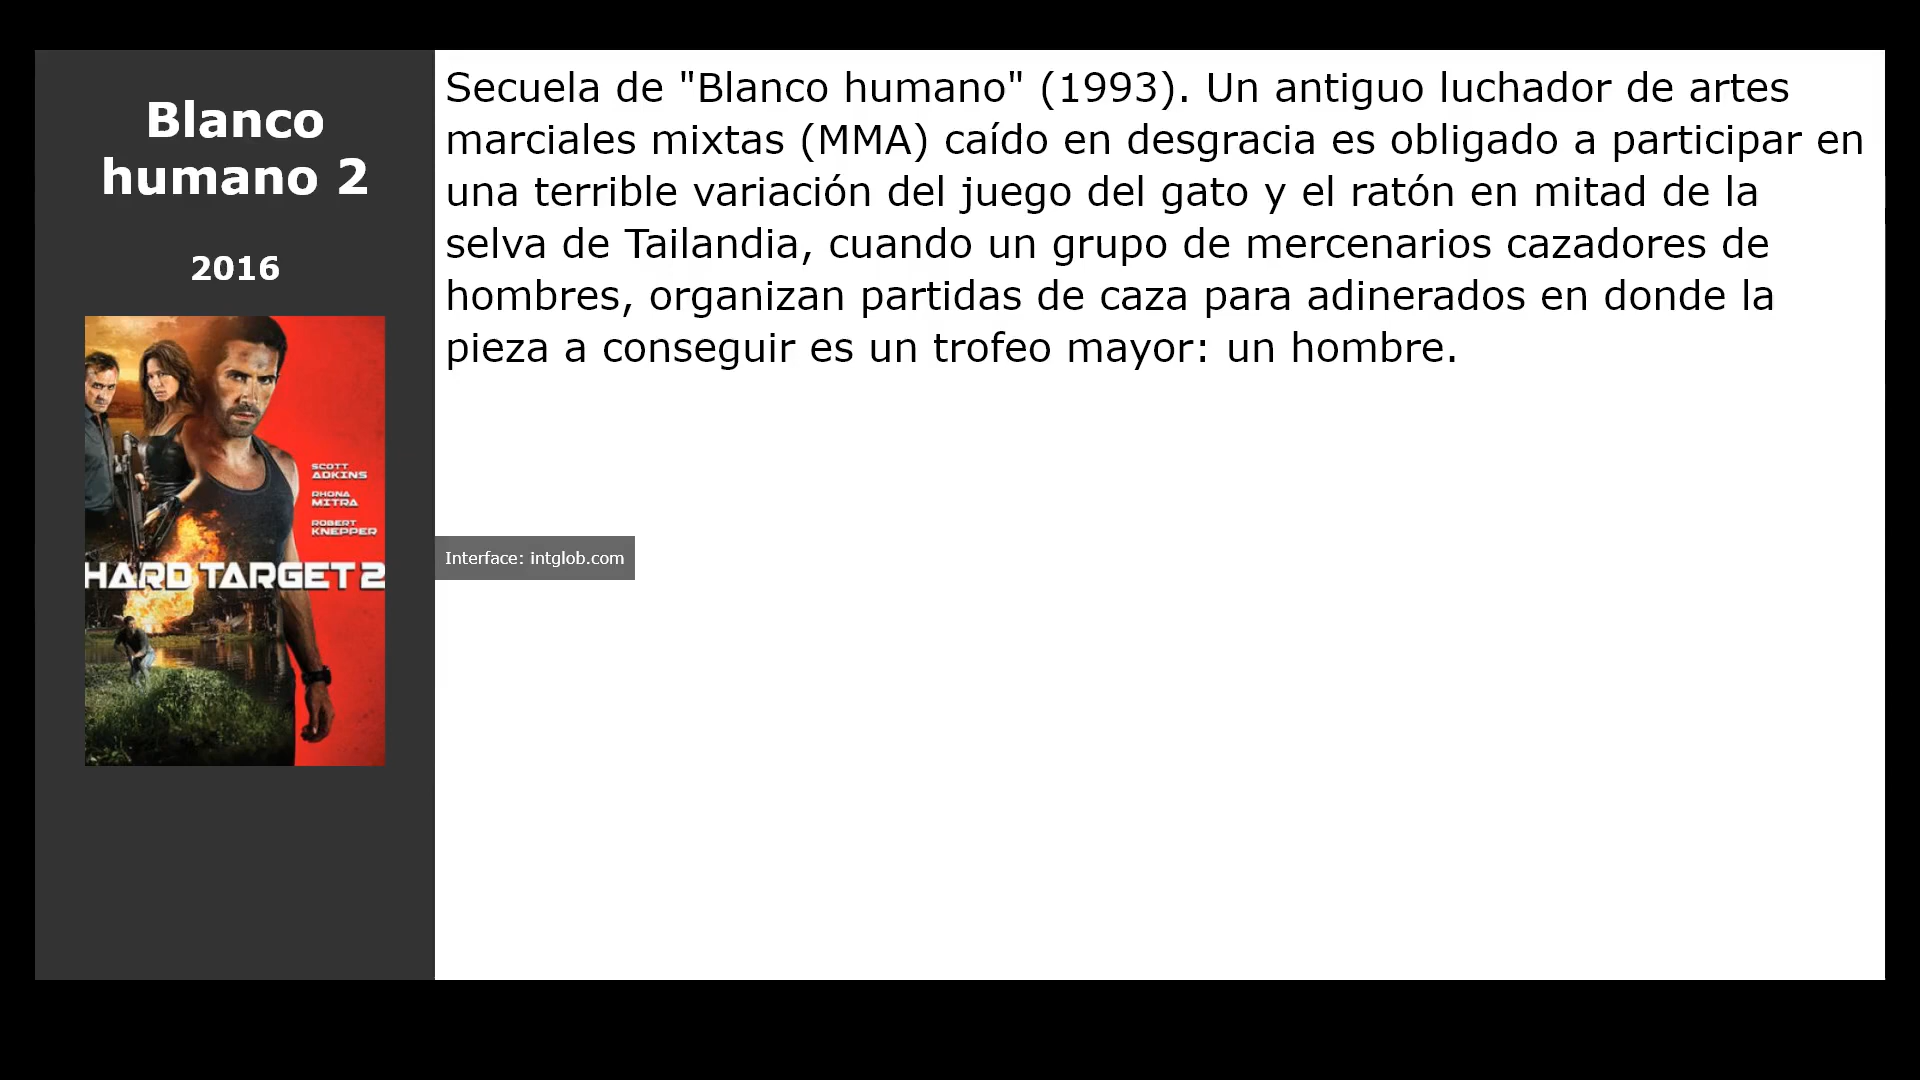 Blanco
humano 2
2016
SCOTT
ADKINS
RHONA
MITRA
ROBERT
KNEPPER
HARD TARGET 2
Secuela de "Blanco humano" (1993). Un antiguo luchador de artes
marciales mixtas (MMA) caído en desgracia es obligado a participar en
una terrible variación del juego del gato y el ratón en mitad de la
selva de Tailandia, cuando un grupo de mercenarios cazadores de
hombres, organizan partidas de caza para adinerados en donde la
pieza a conseguir es un trofeo mayor: un hombre.
Interface: intglob.com